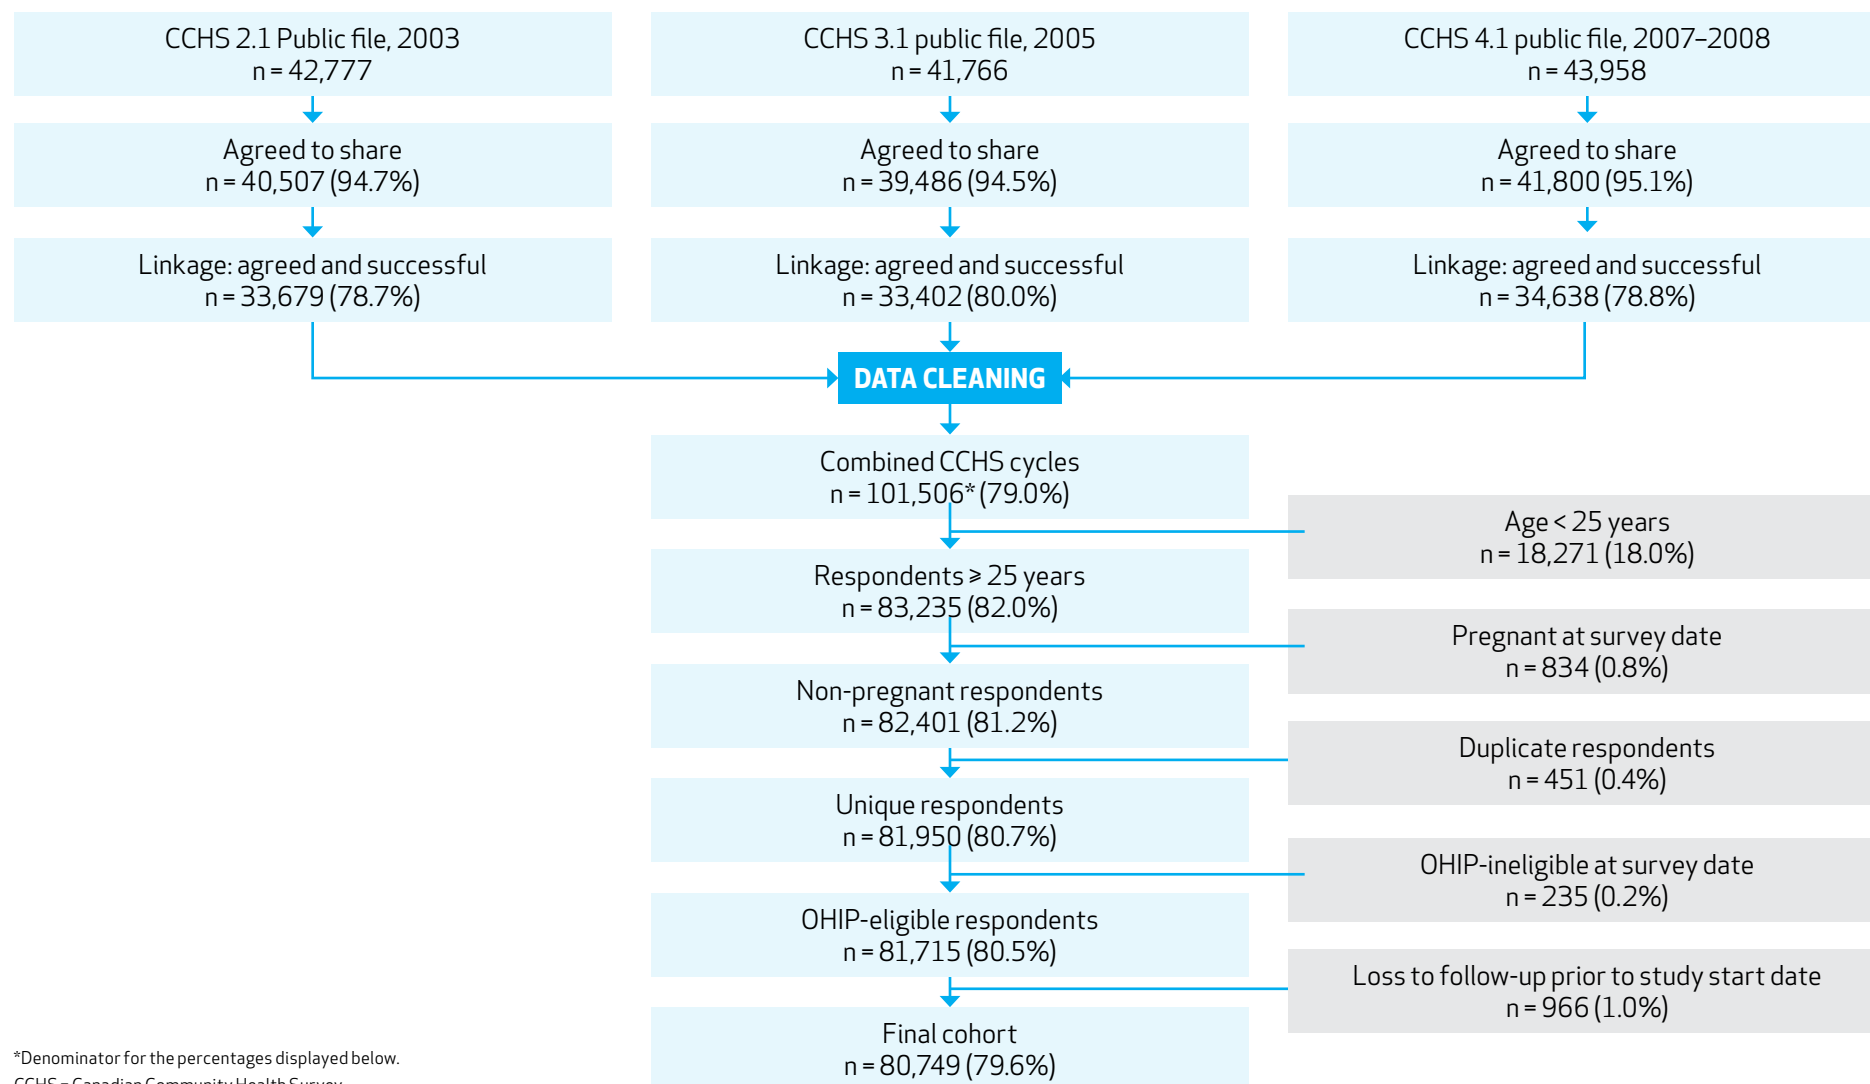 CCHS 2.1 Public file, 2003
n = 42,777
CCHS 3.1 public file, 2005
n = 41,766
CCHS 4.1 public file, 2007–2008
n = 43,958
Agreed to share
n = 40,507 (94.7%)
Agreed to share
n = 39,486 (94.5%)
Agreed to share
n = 41,800 (95.1%)
Linkage: agreed and successful
n = 33,679 (78.7%)
Linkage: agreed and successful
n = 33,402 (80.0%)
Linkage: agreed and successful
n = 34,638 (78.8%)
DATA CLEANING
Combined CCHS cycles
n = 101,506* (79.0%)
Age < 25 years
n = 18,271 (18.0%)
Respondents ≥ 25 years
n = 83,235 (82.0%)
Pregnant at survey date
n = 834 (0.8%)
Non-pregnant respondents
n = 82,401 (81.2%)
Duplicate respondents
n = 451 (0.4%)
Unique respondents
n = 81,950 (80.7%)
OHIP-ineligible at survey date
n = 235 (0.2%)
OHIP-eligible respondents
n = 81,715 (80.5%)
Loss to follow-up prior to study start date
n = 966 (1.0%)
Final cohort
n = 80,749 (79.6%)
*Denominator for the percentages displayed below.
CCHS = Canadian Community Health Survey